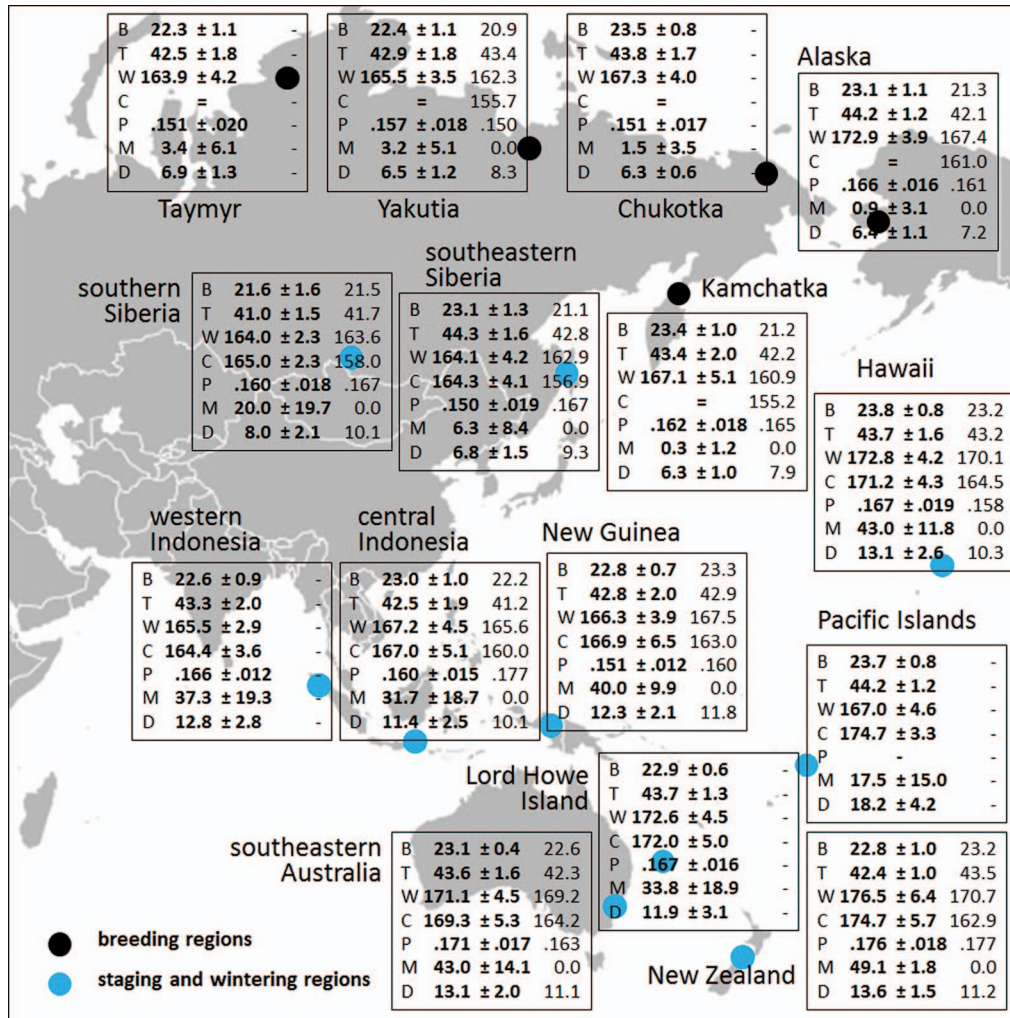 B 22.3 ± 1.1 -
T 42.5 ± 1.8 -
W 163.9 ± 4.2 -
C = -
P .151 ± .020 -
M 3.4 ± 6.1 -
D 6.9 ± 1.3 -
Taymyr
B 22.4 ± 1.1 20.9
T 42.9 ± 1.8 43.4
W 165.5 ± 3.5 162.3
C = 155.7
P .157 ± .018 .150
M 3.2 ± 5.1 0.0
D 6.5 ± 1.2 8.3
Yakutia
B 23.5 ± 0.8 -
T 43.8 ± 1.7 -
W 167.3 ± 4.0 -
C = -
P .151 ± .017 -
M 1.5 ± 3.5 -
D 6.3 ± 0.6 -
Chukotka
Alaska
B 23.1 ± 1.1 21.3
T 44.2 ± 1.2 42.1
W 172.9 ± 3.9 167.4
C = 161.0
P .166 ± .016 .161
M 0.9 ± 3.1 0.0
D 6.4 ± 1.1 7.2
southern
Siberia
B 21.6 ± 1.6 21.5
T 41.0 ± 1.5 41.7
W 164.0 ± 2.3 163.6
C 165.0 ± 2.3 158.0
P .160 ± .018 .167
M 20.0 ± 19.7 0.0
D 8.0 ± 2.1 10.1
southeastern
Siberia
B 23.1 ± 1.3 21.1
T 44.3 ± 1.6 42.8
W 164.1 ± 4.2 162.9
C 164.3 ± 4.1 156.9
P .150 ± .019 .167
M 6.3 ± 8.4 0.0
D 6.8 ± 1.5 9.3
Kamchatka
B 23.4 ± 1.0 21.2
T 43.4 ± 2.0 42.2
W 167.1 ± 5.1 160.9
C = 155.2
P .162 ± .018 .165
M 0.3 ± 1.2 0.0
D 6.3 ± 1.0 7.9
Hawaii
B 23.8 ± 0.8 23.2
T 43.7 ± 1.6 43.2
W 172.8 ± 4.2 170.1
C 171.2 ± 4.3 164.5
P .167 ± .019 .158
M 43.0 ± 11.8 0.0
D 13.1 ± 2.6 10.3
western
Indonesia
B 22.6 ± 0.9 -
T 43.3 ± 2.0 -
W 165.5 ± 2.9 -
C 164.4 ± 3.6 -
P .166 ± .012 -
M 37.3 ± 19.3 -
D 12.8 ± 2.8 -
central
Indonesia
B 23.0 ± 1.0 22.2
T 42.5 ± 1.9 41.2
W 167.2 ± 4.5 165.6
C 167.0 ± 5.1 160.0
P .160 ± .015 .177
M 31.7 ± 18.7 0.0
D 11.4 ± 2.5 10.1
New Guinea
B 22.8 ± 0.7 23.3
T 42.8 ± 2.0 42.9
W 166.3 ± 3.9 167.5
C 166.9 ± 6.5 163.0
P .151 ± .012 .160
M 40.0 ± 9.9 0.0
D 12.3 ± 2.1 11.8
Pacific Islands
B 23.7 ± 0.8 -
T 44.2 ± 1.2 -
W 167.0 ± 4.6 -
C 174.7 ± 3.3 -
P - -
M 17.5 ± 15.0 -
D 18.2 ± 4.2 -
Lord Howe
Island
B 22.9 ± 0.6 -
T 43.7 ± 1.3 -
W 172.6 ± 4.5 -
C 172.0 ± 5.0 -
P .167 ± .016 -
M 33.8 ± 18.9 -
D 11.9 ± 3.1 -
southeastern
Australia
B 23.1 ± 0.4 22.6
T 43.6 ± 1.6 42.3
W 171.1 ± 4.5 169.2
C 169.3 ± 5.3 164.2
P .171 ± .017 .163
M 43.0 ± 14.1 0.0
D 13.1 ± 2.0 11.1
New Zealand
B 22.8 ± 1.0 23.2
T 42.4 ± 1.0 43.5
W 176.5 ± 6.4 170.7
C 174.7 ± 5.7 162.9
P .176 ± .018 .177
M 49.1 ± 1.8 0.0
D 13.6 ± 1.5 11.2
breeding regions
staging and wintering regions